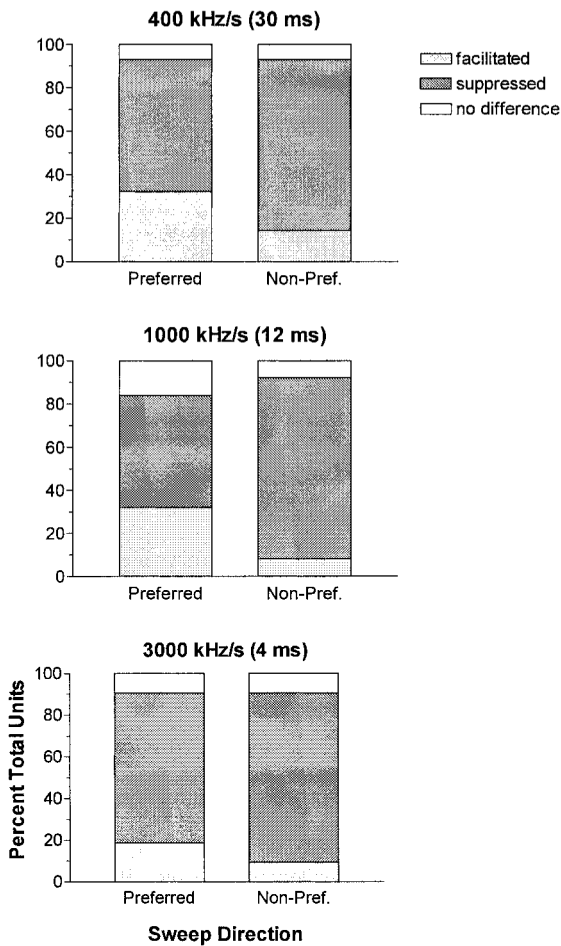 400 kHz/s (30 ms)
100
80
60
40
20
0
Preferred
Non-Pref.
facilitated
suppressed
no difference
1000 kHz/s (12 ms)
100
80
60
40
20
0
Preferred
Non-Pref.
3000 kHz/s (4 ms)
Percent Total Units
100
80
60
40
20
0
Preferred
Non-Pref.
Sweep Direction